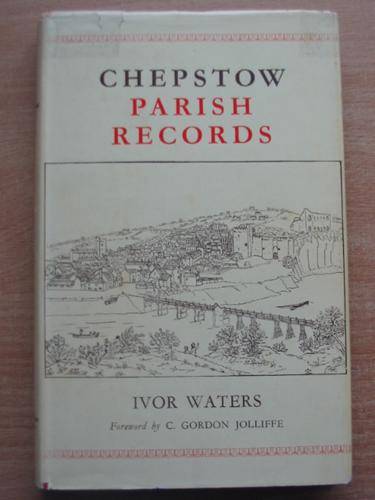 CHEPSTOW
PARISH
RECORDS
IVOR WATERS
Foreword by C. GORDON JOLLIFFE